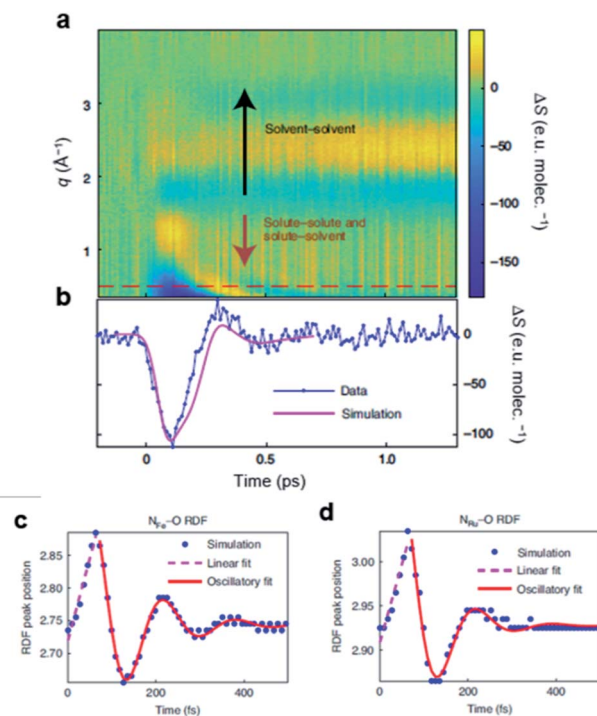 a
3
2
1
q (Å⁻¹)
Solvent–solvent
Solute–solute and
solute–solvent
0
−50
−100
−150
ΔS (e.u. molec.⁻¹)
b
Data
Simulation
0
−50
−100
ΔS (e.u. molec.⁻¹)
0
0.5
1.0
Time (ps)
c
N_Fe–O RDF
Simulation
Linear fit
Oscillatory fit
2.85
2.80
2.75
2.70
RDF peak position
0
200
400
Time (fs)
d
N_Ru–O RDF
Simulation
Linear fit
Oscillatory fit
3.00
2.95
2.90
RDF peak position
0
200
400
Time (fs)